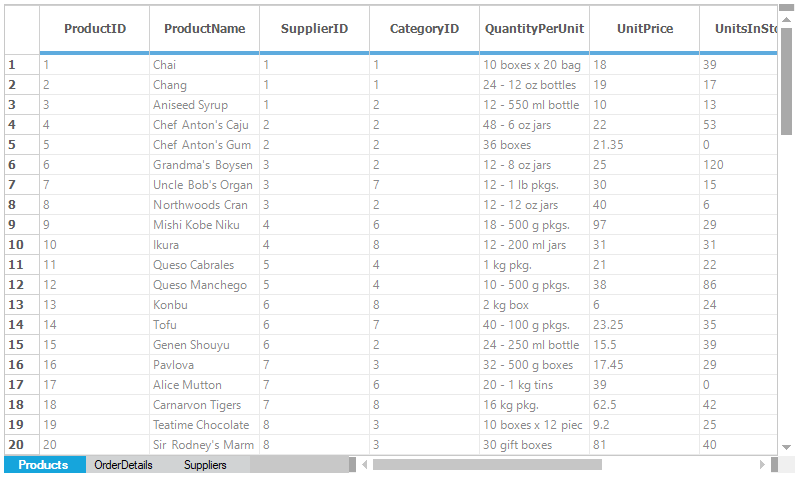 ProductID ProductName SupplierID CategoryID QuantityPerUnit UnitPrice UnitsInSto
1 1 Chai 1 1 10 boxes x 20 bag 18 39
2 2 Chang 1 1 24 - 12 oz bottles 19 17
3 3 Aniseed Syrup 1 2 12 - 550 ml bottle 10 13
4 4 Chef Anton's Caju 2 2 48 - 6 oz jars 22 53
5 5 Chef Anton's Gum 2 2 36 boxes 21.35 0
6 6 Grandma's Boysen 3 2 12 - 8 oz jars 25 120
7 7 Uncle Bob's Organ 3 7 12 - 1 lb pkgs. 30 15
8 8 Northwoods Cran 3 2 12 - 12 oz jars 40 6
9 9 Mishi Kobe Niku 4 6 18 - 500 g pkgs. 97 29
10 10 Ikura 4 8 12 - 200 ml jars 31 31
11 11 Queso Cabrales 5 4 1 kg pkg. 21 22
12 12 Queso Manchego 5 4 10 - 500 g pkgs. 38 86
13 13 Konbu 6 8 2 kg box 6 24
14 14 Tofu 6 7 40 - 100 g pkgs. 23.25 35
15 15 Genen Shouyu 6 2 24 - 250 ml bottle 15.5 39
16 16 Pavlova 7 3 32 - 500 g boxes 17.45 29
17 17 Alice Mutton 7 6 20 - 1 kg tins 39 0
18 18 Carnarvon Tigers 7 8 16 kg pkg. 62.5 42
19 19 Teatime Chocolate 8 3 10 boxes x 12 piec 9.2 25
20 20 Sir Rodney's Marm 8 3 30 gift boxes 81 40
Products OrderDetails Suppliers